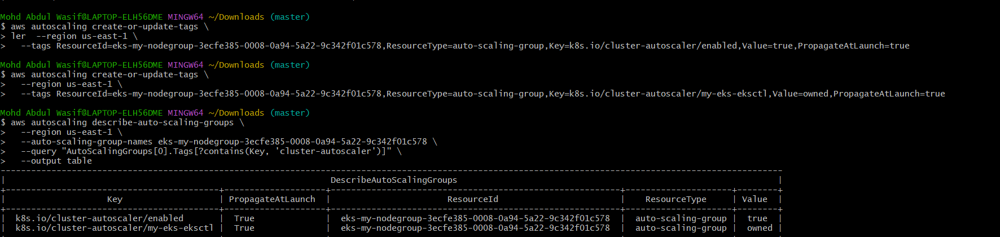 Mohd Abdul Wasif@LAPTOP-ELH56DME MINGW64 ~/Downloads (master)
$ aws autoscaling create-or-update-tags \
> ler  --region us-east-1 \
>   --tags ResourceId=eks-my-nodegroup-3ecfe385-0008-0a94-5a22-9c342f01c578,ResourceType=auto-scaling-group,Key=k8s.io/cluster-autoscaler/enabled,Value=true,PropagateAtLaunch=true
Mohd Abdul Wasif@LAPTOP-ELH56DME MINGW64 ~/Downloads (master)
$ aws autoscaling create-or-update-tags \
>   --region us-east-1 \
>   --tags ResourceId=eks-my-nodegroup-3ecfe385-0008-0a94-5a22-9c342f01c578,ResourceType=auto-scaling-group,Key=k8s.io/cluster-autoscaler/my-eks-eksctl,Value=owned,PropagateAtLaunch=true
Mohd Abdul Wasif@LAPTOP-ELH56DME MINGW64 ~/Downloads (master)
$ aws autoscaling describe-auto-scaling-groups \
>   --region us-east-1 \
>   --auto-scaling-group-names eks-my-nodegroup-3ecfe385-0008-0a94-5a22-9c342f01c578 \
>   --query "AutoScalingGroups[0].Tags[?contains(Key, 'cluster-autoscaler')]" \
>   --output table
| DescribeAutoScalingGroups |
| Key | PropagateAtLaunch | ResourceId | ResourceType | Value |
| k8s.io/cluster-autoscaler/enabled | True | eks-my-nodegroup-3ecfe385-0008-0a94-5a22-9c342f01c578 | auto-scaling-group | true |
| k8s.io/cluster-autoscaler/my-eks-eksctl | True | eks-my-nodegroup-3ecfe385-0008-0a94-5a22-9c342f01c578 | auto-scaling-group | owned |